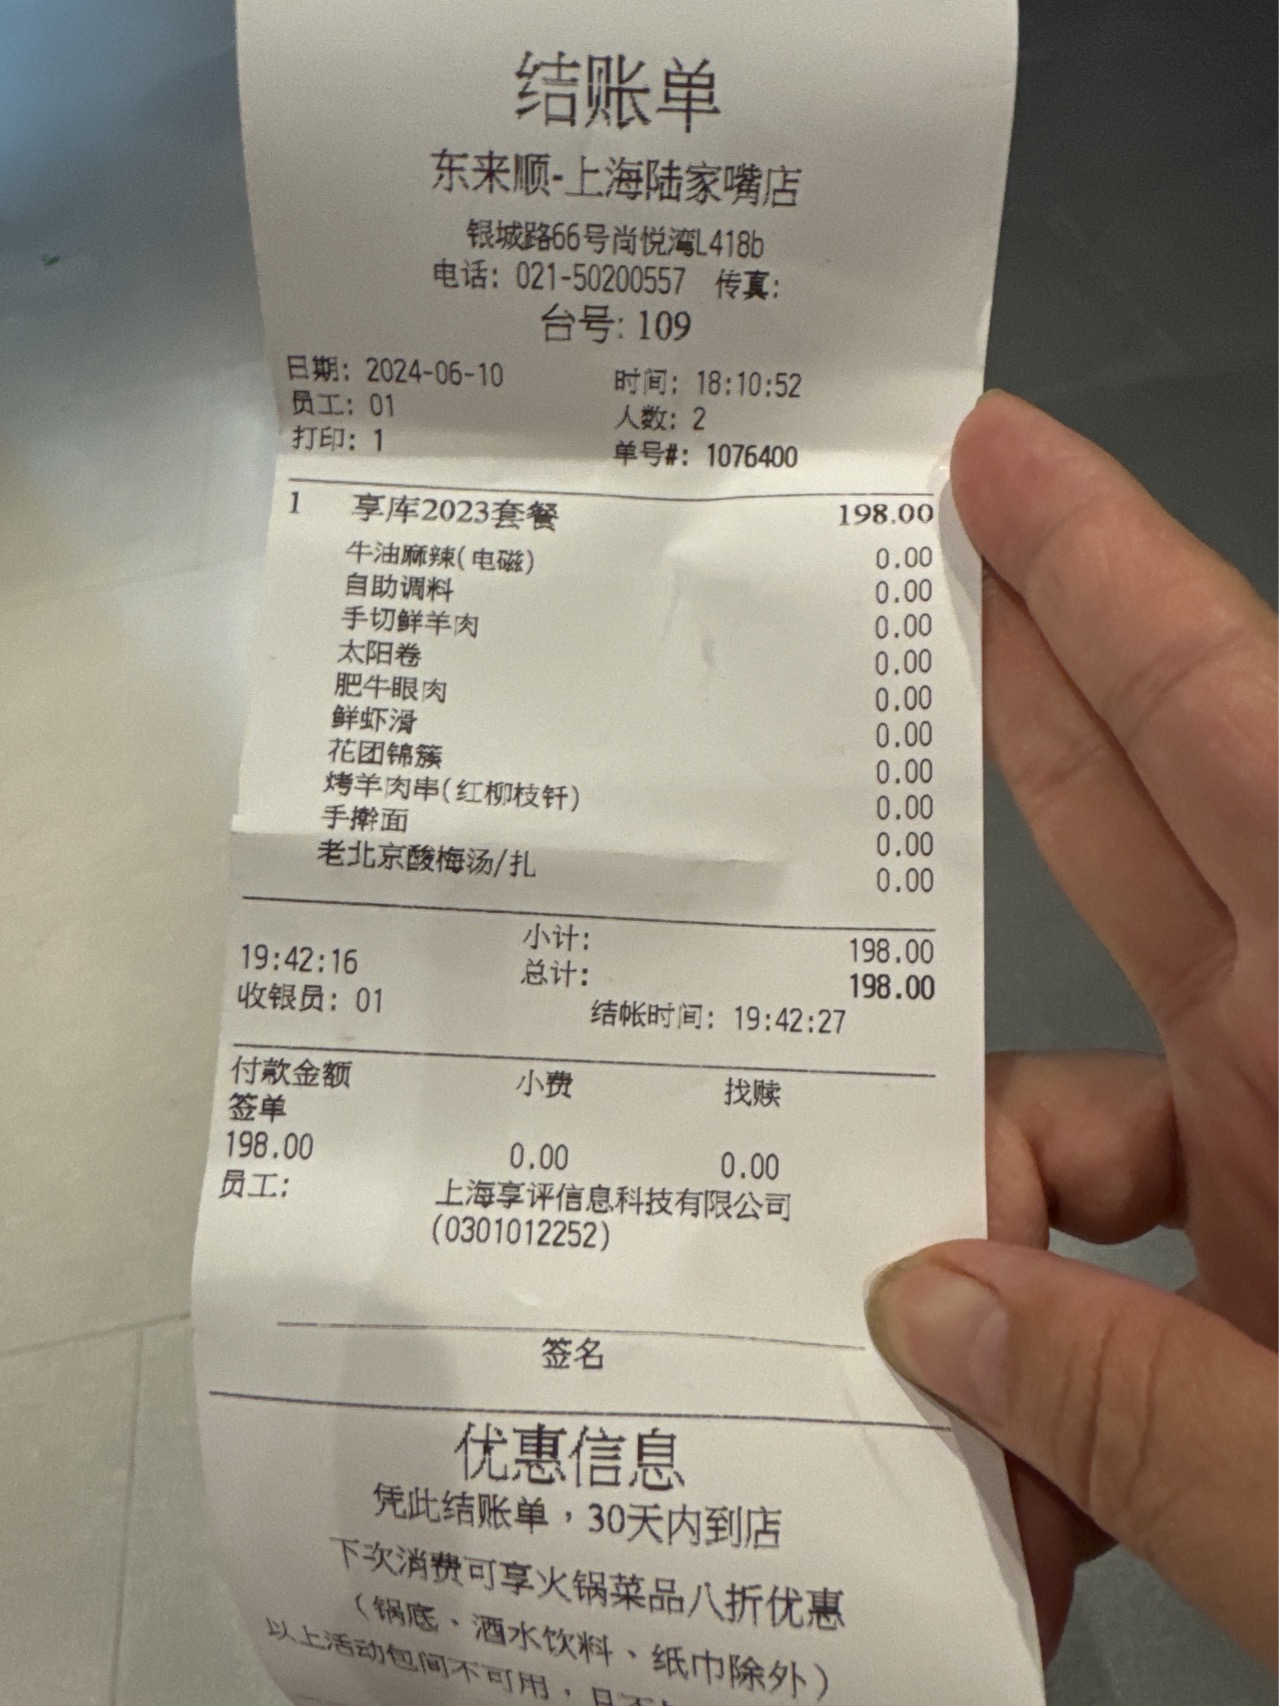 结账单
东来顺-上海陆家嘴店
银城路66号尚悦湾L418b
电话: 021-50200557 传真:
台号: 109
日期: 2024-06-10 时间: 18:10:52
员工: 01 人数: 2
打印: 1 单号#: 1076400
1 享库2023套餐 198.00
牛油麻辣(电磁) 0.00
自助调料 0.00
手切鲜羊肉 0.00
太阳卷 0.00
肥牛眼肉 0.00
鲜虾滑 0.00
花团锦簇 0.00
烤羊肉串(红柳枝钎) 0.00
手擀面 0.00
老北京酸梅汤/扎 0.00
小计: 198.00
19:42:16 总计: 198.00
收银员: 01 结帐时间: 19:42:27
付款金额 小费 找赎
签单
198.00 0.00 0.00
员工: 上海享评信息科技有限公司
(0301012252)
签名
优惠信息
凭此结账单，30天内到店
下次消费可享火锅菜品八折优惠
（锅底、酒水饮料、纸巾除外）
以上活动包间不可用，且不